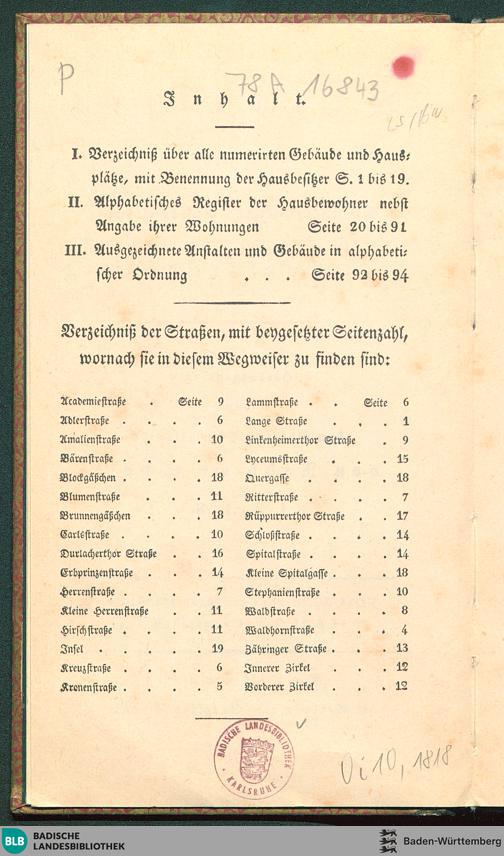 P
78 A 16843
Inhalt.
I. Verzeichniß über alle numerirten Gebäude und Haus-
plätze, mit Benennung der Hausbesitzer S. 1 bis 19.
II. Alphabetisches Register der Hausbewohner nebst
Angabe ihrer Wohnungen Seite 20 bis 91
III. Ausgezeichnete Anstalten und Gebäude in alphabeti-
scher Ordnung . . . Seite 92 bis 94
Verzeichniß der Straßen, mit beygesetzter Seitenzahl,
wornach sie in diesem Wegweiser zu finden sind:
Academiestraße . Seite 9
Adlerstraße . . . . 6
Amalienstraße . . . 10
Bärenstraße . . . . 6
Blockgäßchen . . . . 18
Blumenstraße . . . 11
Brunnengäßchen . . . 18
Carlsstraße . . . . 10
Durlacherthor Straße . . 16
Erbprinzenstraße . . . 14
Herrenstraße . . . . 7
Kleine Herrenstraße . . 11
Hirschstraße . . . . 11
Insel . . . . 19
Kreuzstraße . . . . 6
Kronenstraße . . . . 5
Lammstraße . . Seite 6
Lange Straße . . . 1
Linkenheimerthor Straße . 9
Lyceumsstraße . . 15
Quergasse . . . . 18
Ritterstraße . . . . 7
Rüppurrerthor Straße . 17
Schloßstraße . . . . 14
Spitalstraße . . . . 14
Kleine Spitalgasse . . . 18
Stephanienstraße . . . 10
Waldstraße . . . . 8
Waldhornstraße . . . 4
Zähringer Straße . . . 13
Innerer Zirkel . . . 12
Vorderer Zirkel . . . 12
BADISCHE LANDESBIBLIOTHEK
KARLSRUHE
Oi 10, 1818
BLB BADISCHE
LANDESBIBLIOTHEK
Baden-Württemberg